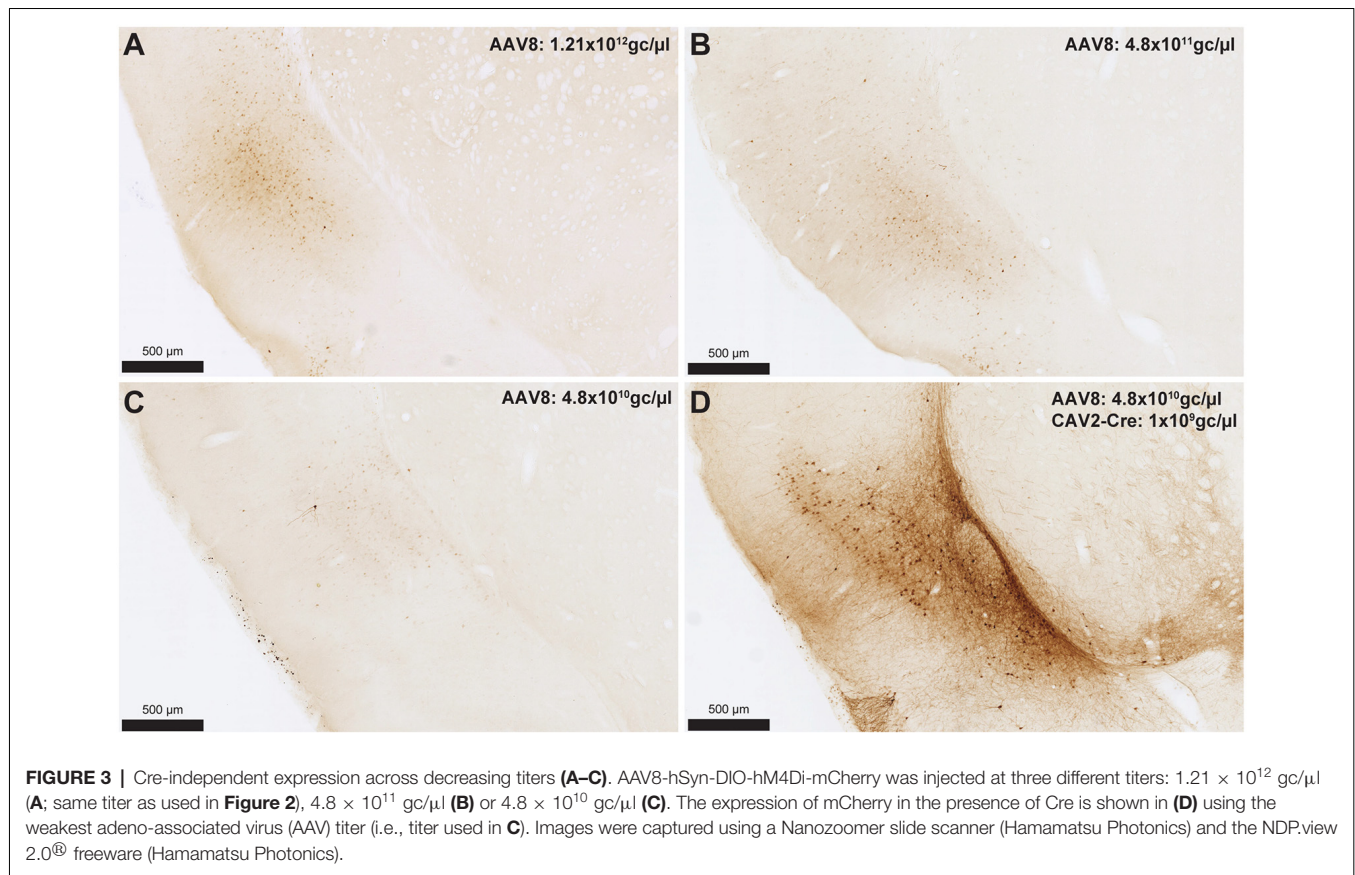 A
AAV8: 1.21x10¹²gc/µl
500 µm
B
AAV8: 4.8x10¹¹gc/µl
500 µm
C
AAV8: 4.8x10¹⁰gc/µl
500 µm
D
AAV8: 4.8x10¹⁰gc/µl
CAV2-Cre: 1x10⁹gc/µl
500 µm
FIGURE 3 | Cre-independent expression across decreasing titers (A–C). AAV8-hSyn-DIO-hM4Di-mCherry was injected at three different titers: 1.21 × 10¹² gc/µl
(A; same titer as used in Figure 2), 4.8 × 10¹¹ gc/µl (B) or 4.8 × 10¹⁰ gc/µl (C). The expression of mCherry in the presence of Cre is shown in (D) using the
weakest adeno-associated virus (AAV) titer (i.e., titer used in C). Images were captured using a Nanozoomer slide scanner (Hamamatsu Photonics) and the NDP.view
2.0® freeware (Hamamatsu Photonics).